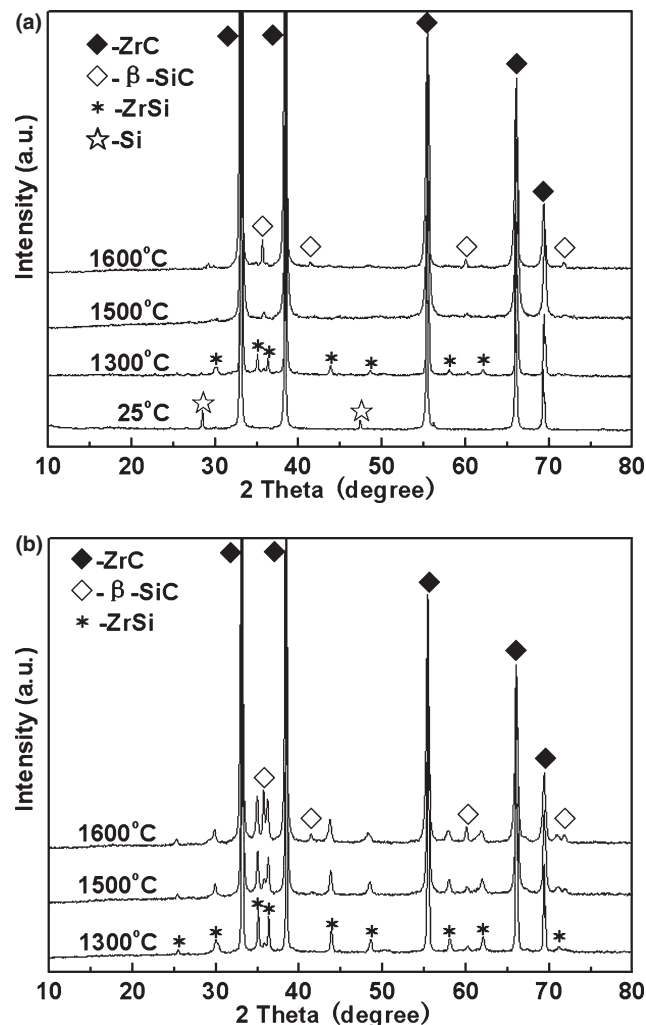 (a)
-ZrC
- β -SiC
* -ZrSi
-Si
Intensity (a.u.)
1600°C
1500°C
1300°C
* * * * * * *
25°C
10 20 30 40 50 60 70 80
2 Theta (degree)
(b)
-ZrC
- β -SiC
* -ZrSi
Intensity (a.u.)
1600°C
1500°C
1300°C
* * * * * * * * *
10 20 30 40 50 60 70 80
2 Theta (degree)